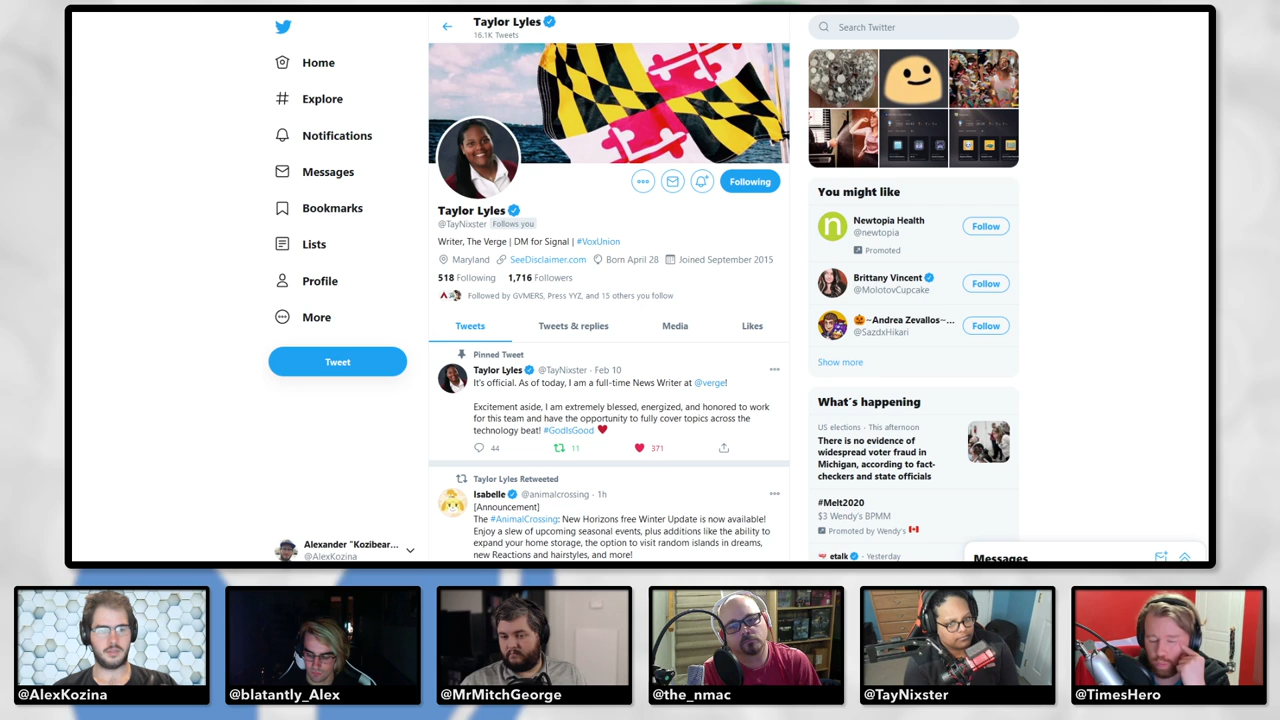 Home
Explore
Notifications
Messages
Bookmarks
Lists
Profile
More
Tweet
Alexander "Kozibear...
@AlexKozina
Taylor Lyles
16.1K Tweets
Following
Taylor Lyles
@TayNixster Follows you
Writer, The Verge | DM for Signal | #VoxUnion
Maryland SeeDisclaimer.com Born April 28 Joined September 2015
518 Following 1,716 Followers
Followed by GVMERS, Press YYZ, and 15 others you follow
Tweets Tweets & replies Media Likes
Pinned Tweet
Taylor Lyles @TayNixster · Feb 10
It's official. As of today, I am a full-time News Writer at @verge!
Excitement aside, I am extremely blessed, energized, and honored to work
for this team and have the opportunity to fully cover topics across the
technology beat! #GodIsGood
44 11 371
Taylor Lyles Retweeted
Isabelle @animalcrossing · 1h
[Announcement]
The #AnimalCrossing: New Horizons free Winter Update is now available!
Enjoy a slew of upcoming seasonal events, plus additions like the ability to
expand your home storage, the option to visit random islands in dreams,
new Reactions and hairstyles, and more!
Search Twitter
You might like
Newtopia Health
@newtopia
Promoted
Follow
Brittany Vincent
@MolotovCupcake
Follow
~Andrea Zevallos~...
@SazdxHikari
Follow
Show more
What's happening
US elections · This afternoon
There is no evidence of
widespread voter fraud in
Michigan, according to fact-
checkers and state officials
#Melt2020
$3 Wendy's BPMM
Promoted by Wendy's
etalk · Yesterday
Messages
@AlexKozina
@blatantly_Alex
@MrMitchGeorge
@the_nmac
@TayNixster
@TimesHero